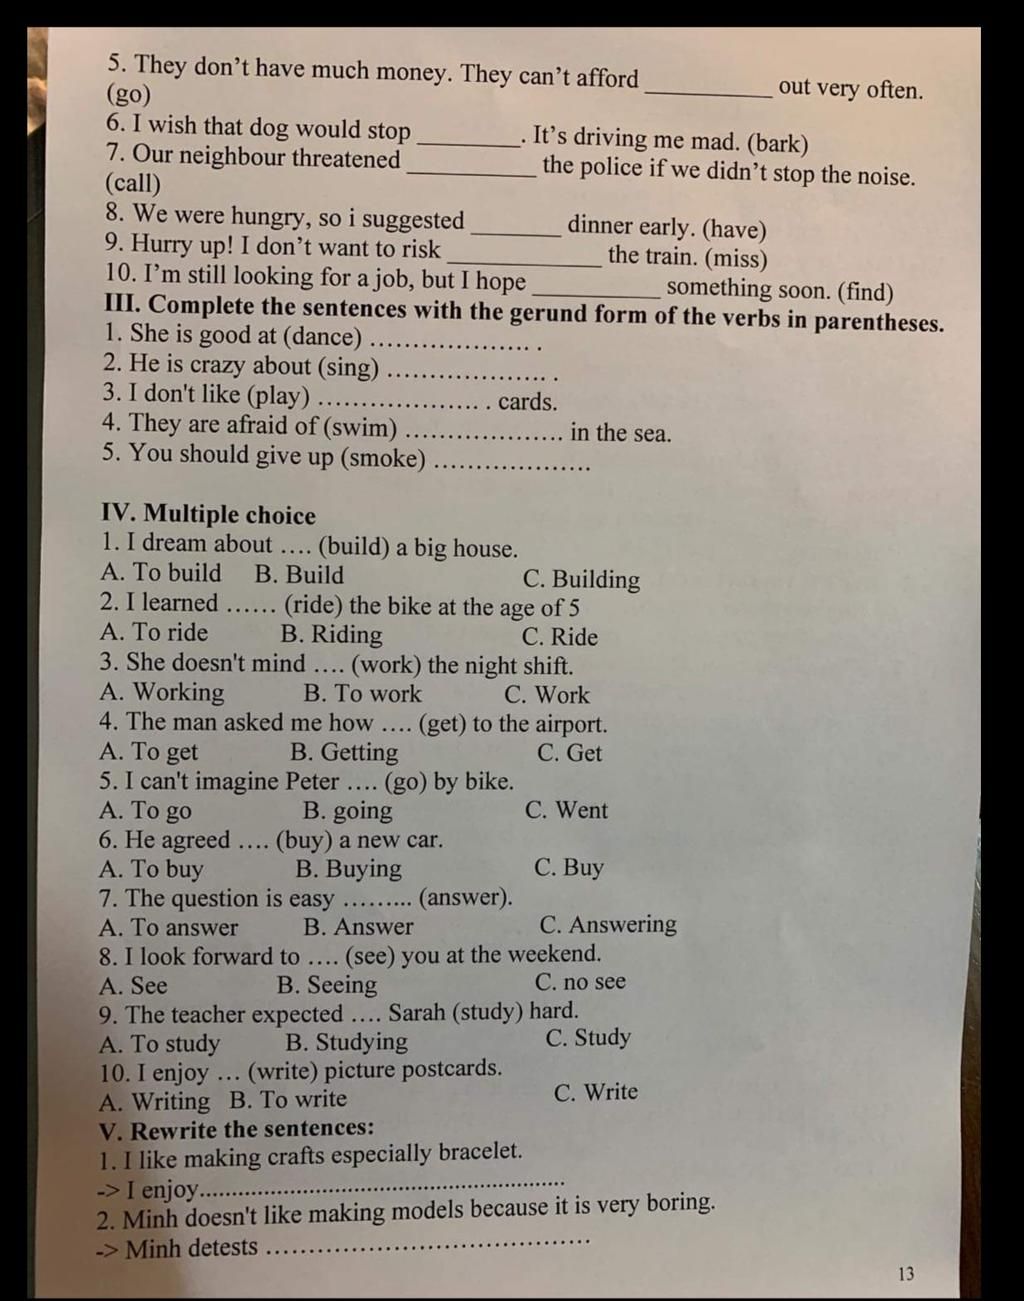 5. They don't have much money. They can't afford ____________ out very often.
(go)
6. I wish that dog would stop __________. It's driving me mad. (bark)
7. Our neighbour threatened ____________ the police if we didn't stop the noise.
(call)
8. We were hungry, so i suggested _________ dinner early. (have)
9. Hurry up! I don't want to risk ______________ the train. (miss)
10. I'm still looking for a job, but I hope ____________ something soon. (find)
III. Complete the sentences with the gerund form of the verbs in parentheses.
1. She is good at (dance) ................... .
2. He is crazy about (sing) ................... .
3. I don't like (play) ................... . cards.
4. They are afraid of (swim) ................... in the sea.
5. You should give up (smoke) ...................
IV. Multiple choice
1. I dream about .... (build) a big house.
A. To build B. Build C. Building
2. I learned ...... (ride) the bike at the age of 5
A. To ride B. Riding C. Ride
3. She doesn't mind .... (work) the night shift.
A. Working B. To work C. Work
4. The man asked me how .... (get) to the airport.
A. To get B. Getting C. Get
5. I can't imagine Peter .... (go) by bike.
A. To go B. going C. Went
6. He agreed .... (buy) a new car.
A. To buy B. Buying C. Buy
7. The question is easy ......... (answer).
A. To answer B. Answer C. Answering
8. I look forward to .... (see) you at the weekend.
A. See B. Seeing C. no see
9. The teacher expected .... Sarah (study) hard.
A. To study B. Studying C. Study
10. I enjoy ... (write) picture postcards.
A. Writing B. To write C. Write
V. Rewrite the sentences:
1. I like making crafts especially bracelet.
-> I enjoy............................................................
2. Minh doesn't like making models because it is very boring.
-> Minh detests .......................................
13